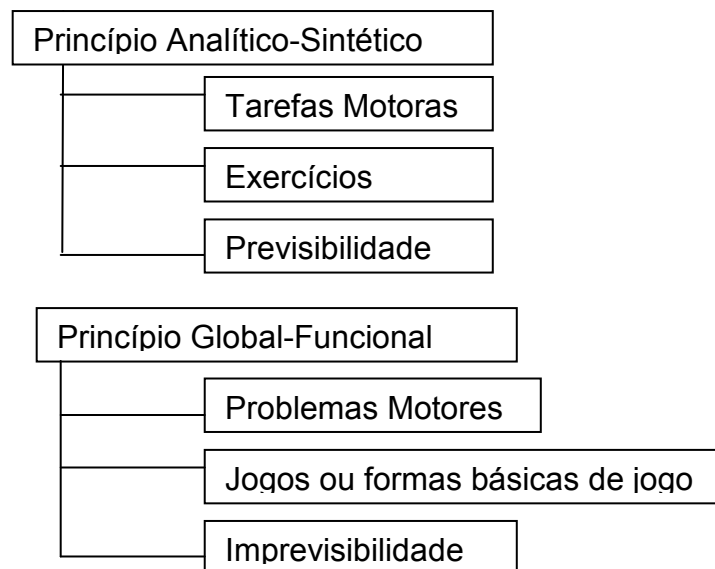 Princípio Analítico-Sintético
Tarefas Motoras
Exercícios
Previsibilidade
Princípio Global-Funcional
Problemas Motores
Jogos ou formas básicas de jogo
Imprevisibilidade